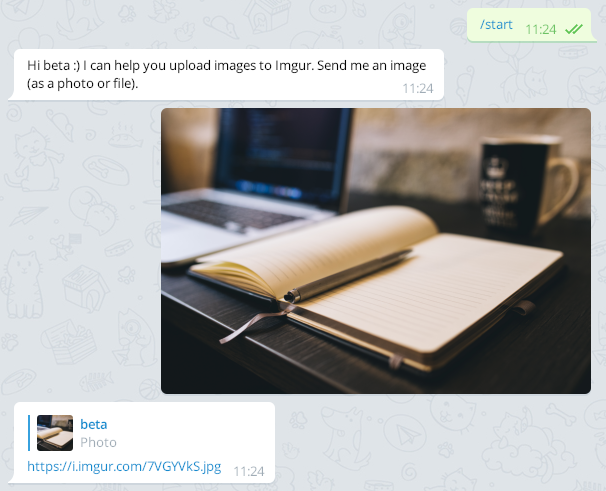 /start 11:24
Hi beta :) I can help you upload images to Imgur. Send me an image
(as a photo or file).
11:24
KEEP
beta
Photo
https://i.imgur.com/7VGYVkS.jpg 11:24